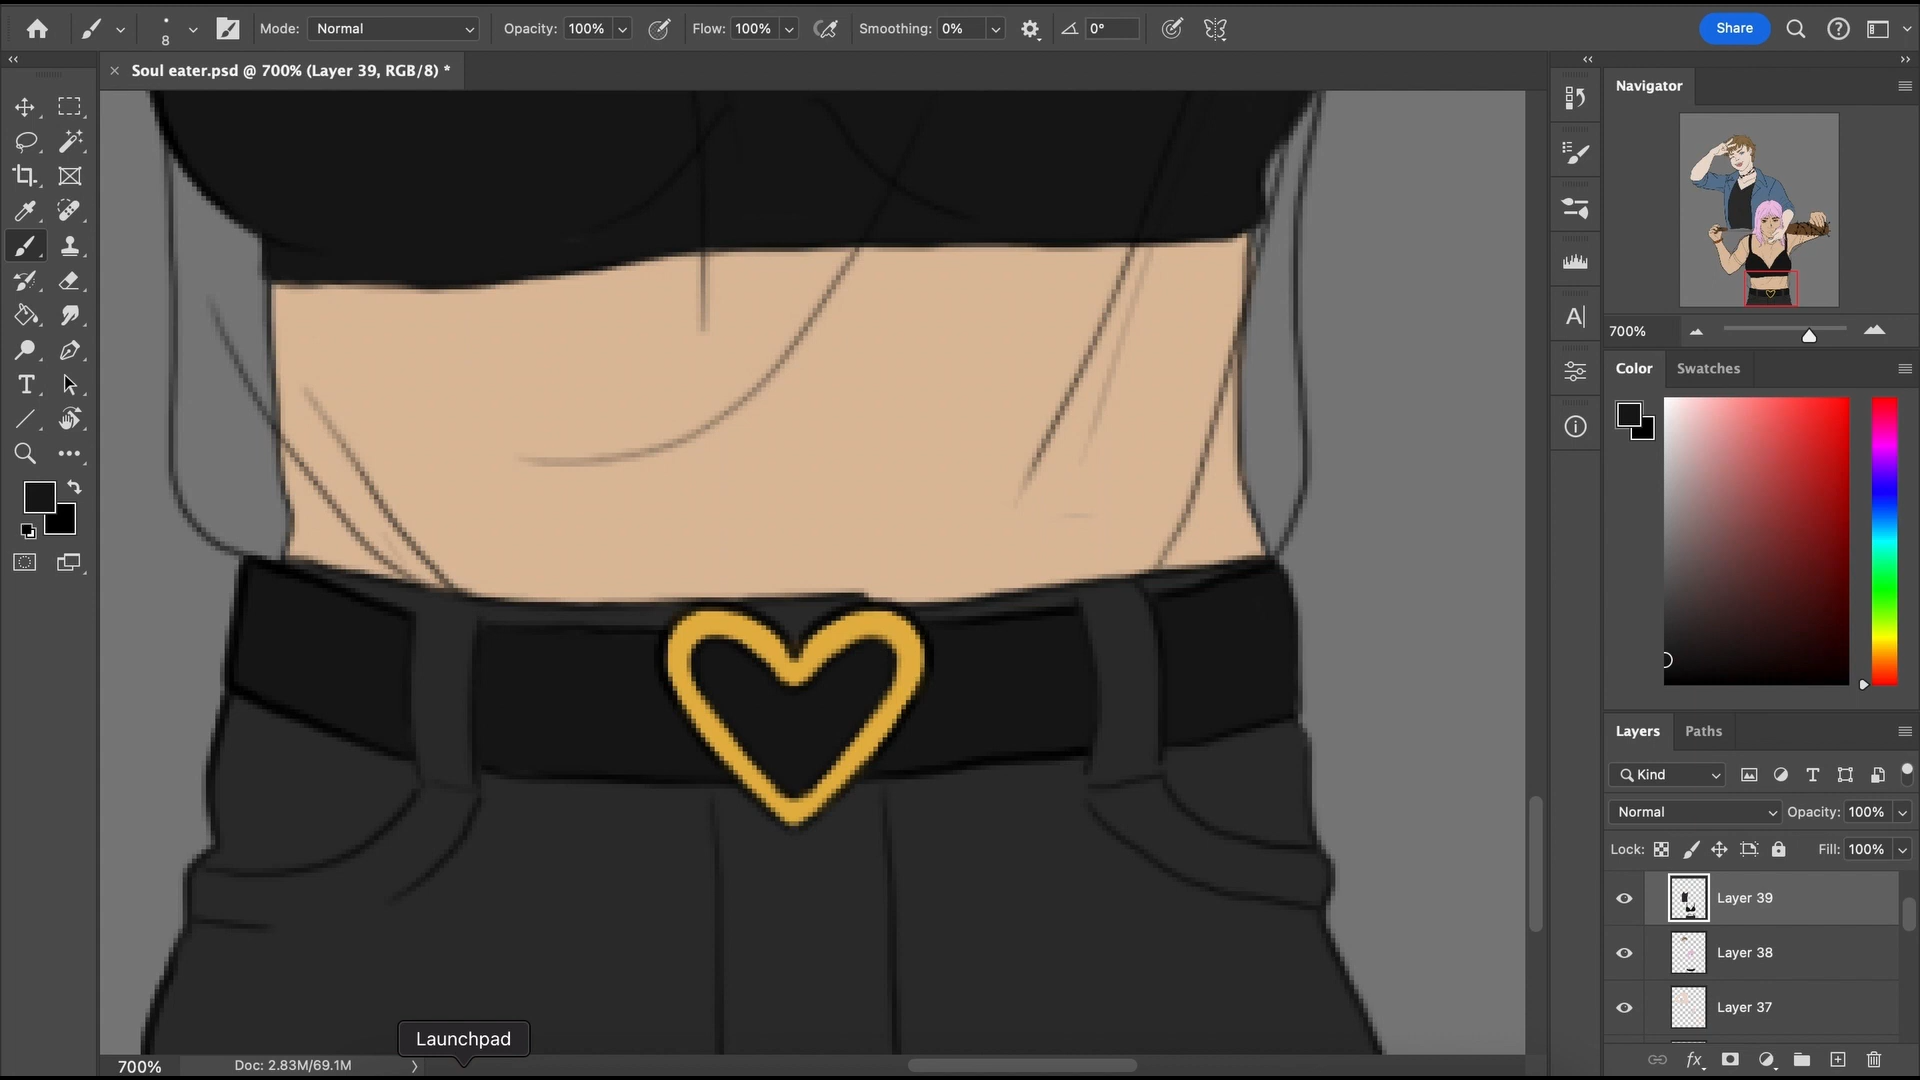 8
Mode: Normal
Opacity: 100%
Flow: 100%
Smoothing: 0%
0°
Share
Soul eater.psd @ 700% (Layer 39, RGB/8) *
Navigator
700%
Color
Swatches
Layers
Paths
Kind
Normal
Opacity: 100%
Lock:
Fill: 100%
Layer 39
Layer 38
Layer 37
fx
Launchpad
700%
Doc: 2.83M/69.1M